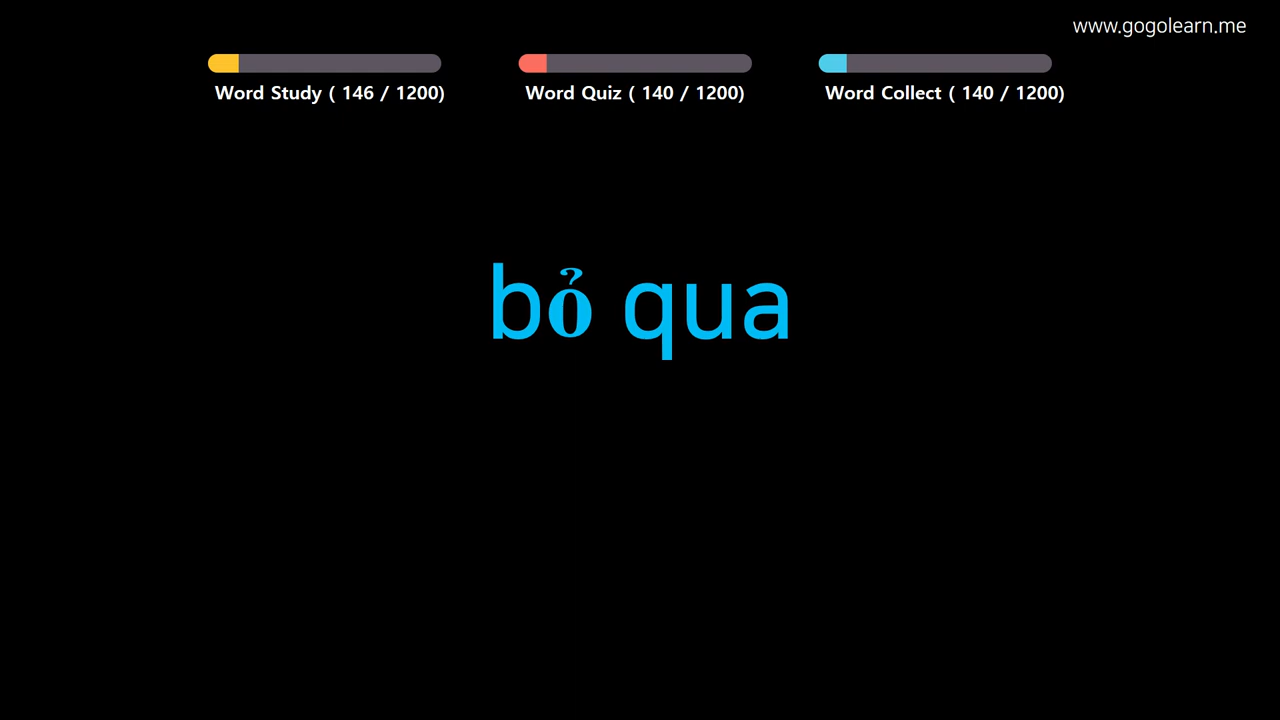 www.gogolearn.me
Word Study ( 146 / 1200)
Word Quiz ( 140 / 1200)
Word Collect ( 140 / 1200)
bỏ qua